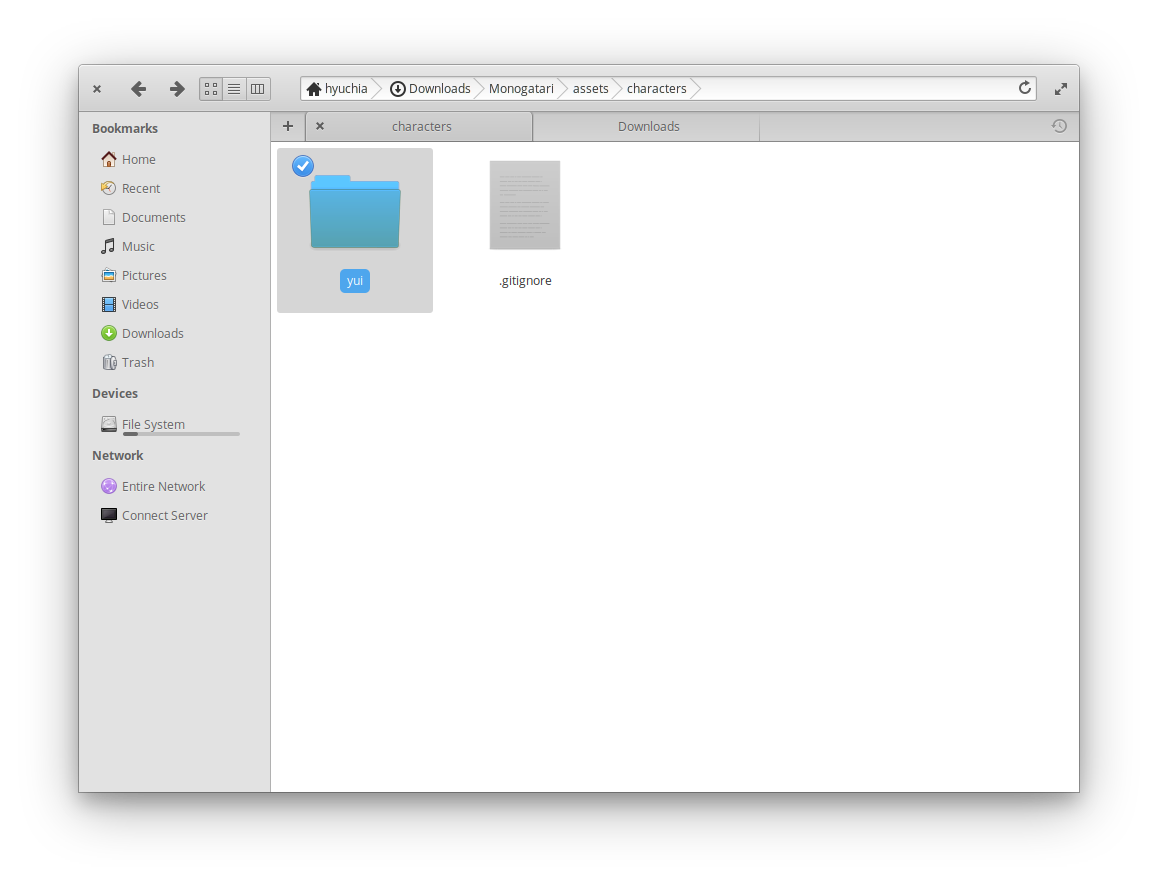 hyuchia Downloads Monogatari assets characters
Bookmarks
Home
Recent
Documents
Music
Pictures
Videos
Downloads
Trash
Devices
File System
Network
Entire Network
Connect Server
characters Downloads
yui .gitignore